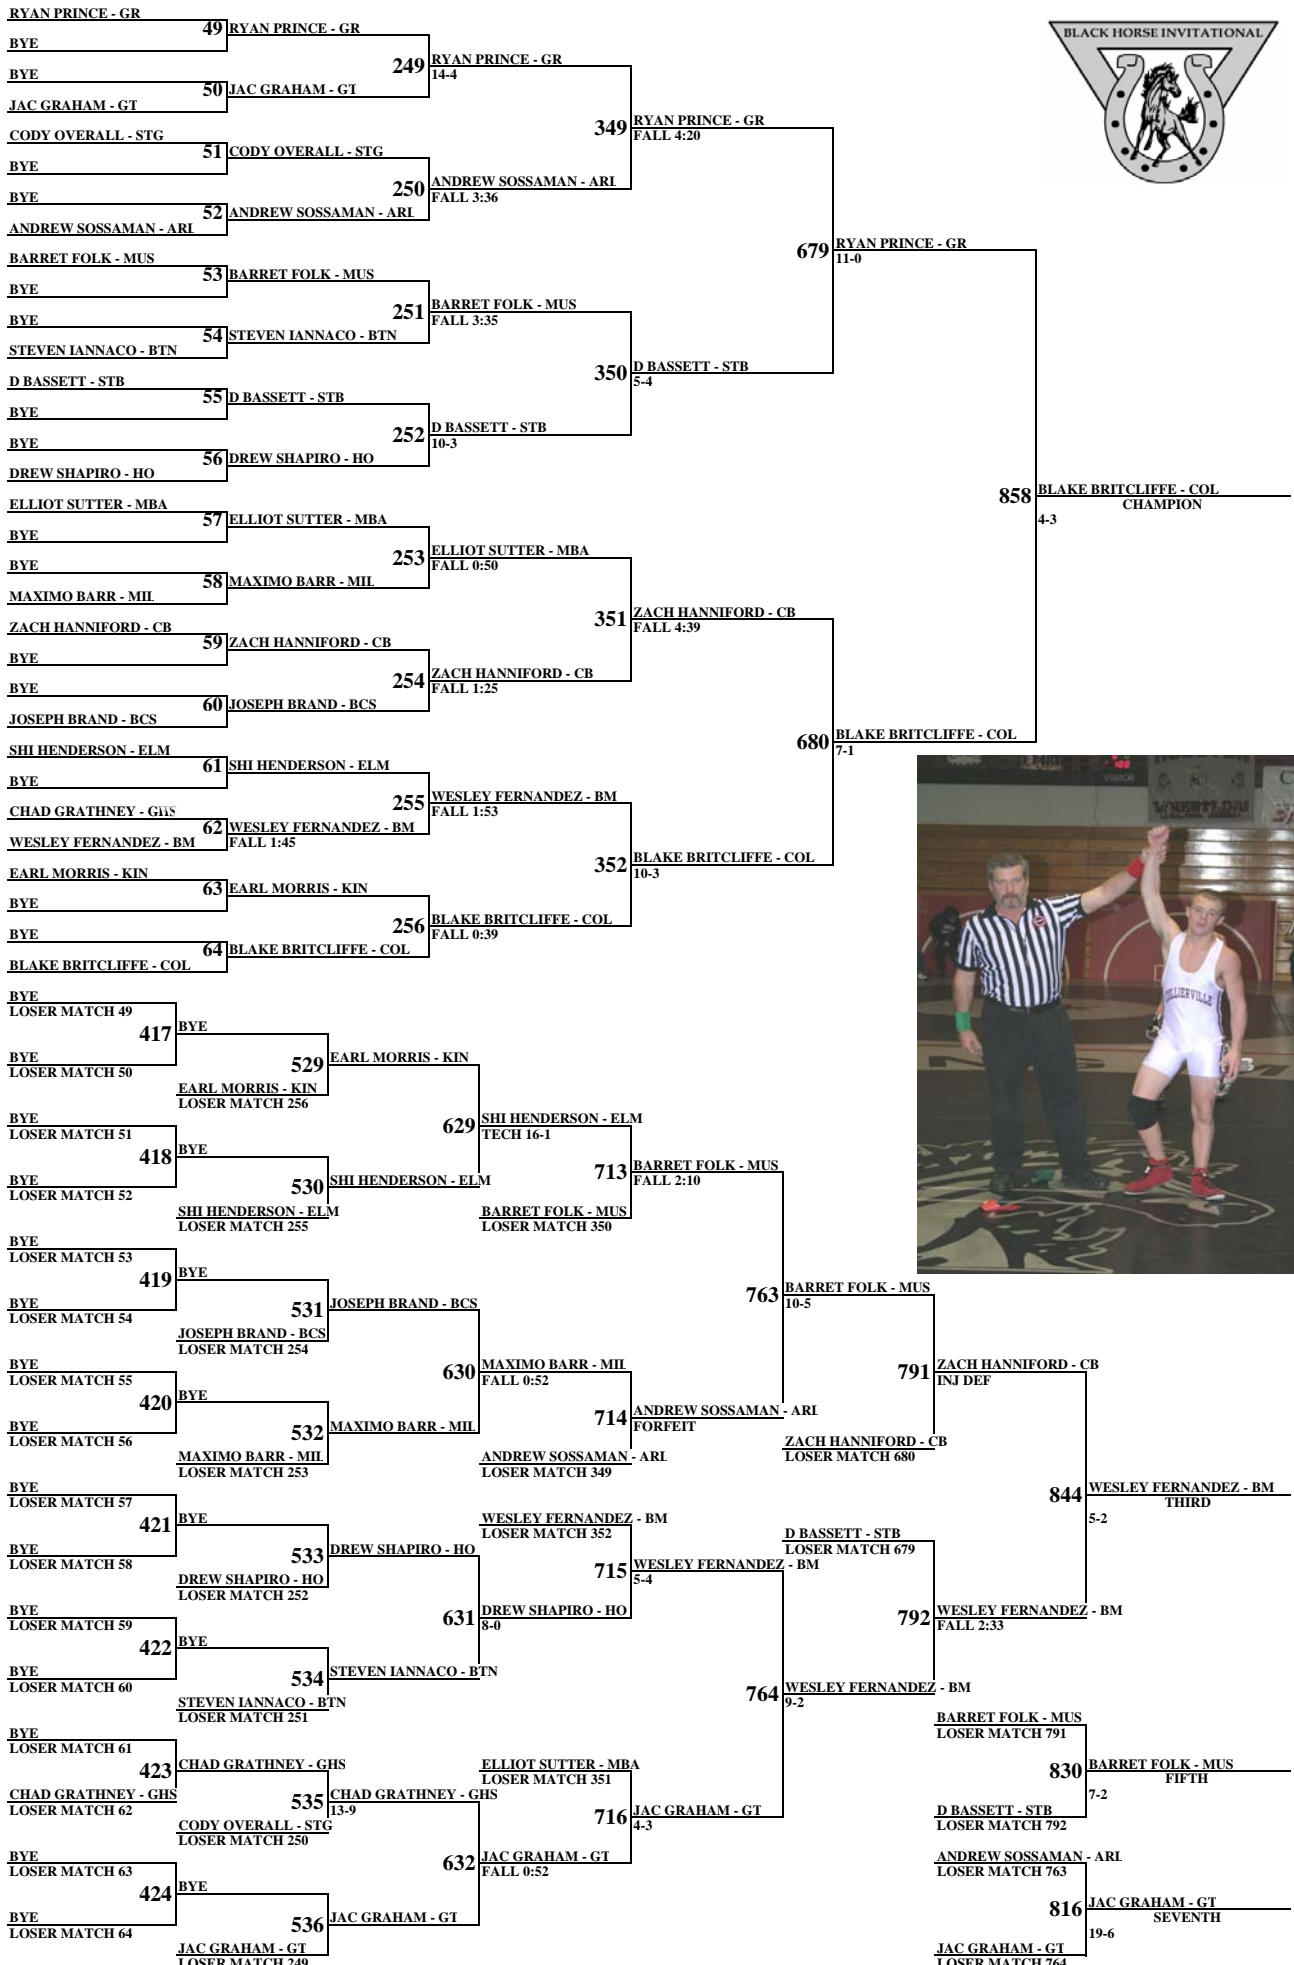 BLACK HORSE INVITATIONAL
RYAN PRINCE - GR
BYE
49
RYAN PRINCE - GR
BYE
JAC GRAHAM - GT
50
JAC GRAHAM - GT
249
RYAN PRINCE - GR
14-4
CODY OVERALL - STG
BYE
51
CODY OVERALL - STG
BYE
ANDREW SOSSAMAN - ARL
52
ANDREW SOSSAMAN - ARL
250
ANDREW SOSSAMAN - ARL
FALL 3:36
349
RYAN PRINCE - GR
FALL 4:20
BARRET FOLK - MUS
BYE
53
BARRET FOLK - MUS
BYE
STEVEN IANNACO - BTN
54
STEVEN IANNACO - BTN
251
BARRET FOLK - MUS
FALL 3:35
D BASSETT - STB
BYE
55
D BASSETT - STB
BYE
DREW SHAPIRO - HO
56
DREW SHAPIRO - HO
252
D BASSETT - STB
10-3
350
D BASSETT - STB
5-4
679
RYAN PRINCE - GR
11-0
ELLIOT SUTTER - MBA
BYE
57
ELLIOT SUTTER - MBA
BYE
MAXIMO BARR - MIL
58
MAXIMO BARR - MIL
253
ELLIOT SUTTER - MBA
FALL 0:50
ZACH HANNIFORD - CB
BYE
59
ZACH HANNIFORD - CB
BYE
JOSEPH BRAND - BCS
60
JOSEPH BRAND - BCS
254
ZACH HANNIFORD - CB
FALL 1:25
351
ZACH HANNIFORD - CB
FALL 4:39
SHI HENDERSON - ELM
BYE
61
SHI HENDERSON - ELM
CHAD GRATHNEY - GHS
WESLEY FERNANDEZ - BM
62
WESLEY FERNANDEZ - BM
FALL 1:45
255
WESLEY FERNANDEZ - BM
FALL 1:53
EARL MORRIS - KIN
BYE
63
EARL MORRIS - KIN
BYE
BLAKE BRITCLIFFE - COL
64
BLAKE BRITCLIFFE - COL
256
BLAKE BRITCLIFFE - COL
FALL 0:39
352
BLAKE BRITCLIFFE - COL
10-3
680
BLAKE BRITCLIFFE - COL
7-1
858
BLAKE BRITCLIFFE - COL
CHAMPION
4-3
VISITOR
COLLIERVILLE
BYE
LOSER MATCH 49
417
BYE
BYE
LOSER MATCH 50
529
EARL MORRIS - KIN
EARL MORRIS - KIN
LOSER MATCH 256
BYE
LOSER MATCH 51
418
BYE
BYE
LOSER MATCH 52
530
SHI HENDERSON - ELM
SHI HENDERSON - ELM
LOSER MATCH 255
629
SHI HENDERSON - ELM
TECH 16-1
713
BARRET FOLK - MUS
FALL 2:10
BARRET FOLK - MUS
LOSER MATCH 350
BYE
LOSER MATCH 53
419
BYE
BYE
LOSER MATCH 54
531
JOSEPH BRAND - BCS
JOSEPH BRAND - BCS
LOSER MATCH 254
BYE
LOSER MATCH 55
420
BYE
BYE
LOSER MATCH 56
532
MAXIMO BARR - MIL
MAXIMO BARR - MIL
LOSER MATCH 253
630
MAXIMO BARR - MIL
FALL 0:52
714
ANDREW SOSSAMAN - ARL
FORFEIT
ANDREW SOSSAMAN - ARL
LOSER MATCH 349
763
BARRET FOLK - MUS
10-5
791
ZACH HANNIFORD - CB
INJ DEF
ZACH HANNIFORD - CB
LOSER MATCH 680
BYE
LOSER MATCH 57
421
BYE
BYE
LOSER MATCH 58
533
DREW SHAPIRO - HO
DREW SHAPIRO - HO
LOSER MATCH 252
BYE
LOSER MATCH 59
422
BYE
BYE
LOSER MATCH 60
534
STEVEN IANNACO - BTN
STEVEN IANNACO - BTN
LOSER MATCH 251
WESLEY FERNANDEZ - BM
LOSER MATCH 352
715
WESLEY FERNANDEZ - BM
5-4
631
DREW SHAPIRO - HO
8-0
D BASSETT - STB
LOSER MATCH 679
792
WESLEY FERNANDEZ - BM
FALL 2:33
764
WESLEY FERNANDEZ - BM
9-2
844
WESLEY FERNANDEZ - BM
THIRD
5-2
BYE
LOSER MATCH 61
423
CHAD GRATHNEY - GHS
CHAD GRATHNEY - GHS
LOSER MATCH 62
535
CHAD GRATHNEY - GHS
13-9
CODY OVERALL - STG
LOSER MATCH 250
BYE
LOSER MATCH 63
424
BYE
BYE
LOSER MATCH 64
536
JAC GRAHAM - GT
JAC GRAHAM - GT
LOSER MATCH 249
ELLIOT SUTTER - MBA
LOSER MATCH 351
716
JAC GRAHAM - GT
4-3
632
JAC GRAHAM - GT
FALL 0:52
BARRET FOLK - MUS
LOSER MATCH 791
830
BARRET FOLK - MUS
FIFTH
7-2
D BASSETT - STB
LOSER MATCH 792
ANDREW SOSSAMAN - ARL
LOSER MATCH 763
816
JAC GRAHAM - GT
SEVENTH
19-6
JAC GRAHAM - GT
LOSER MATCH 764